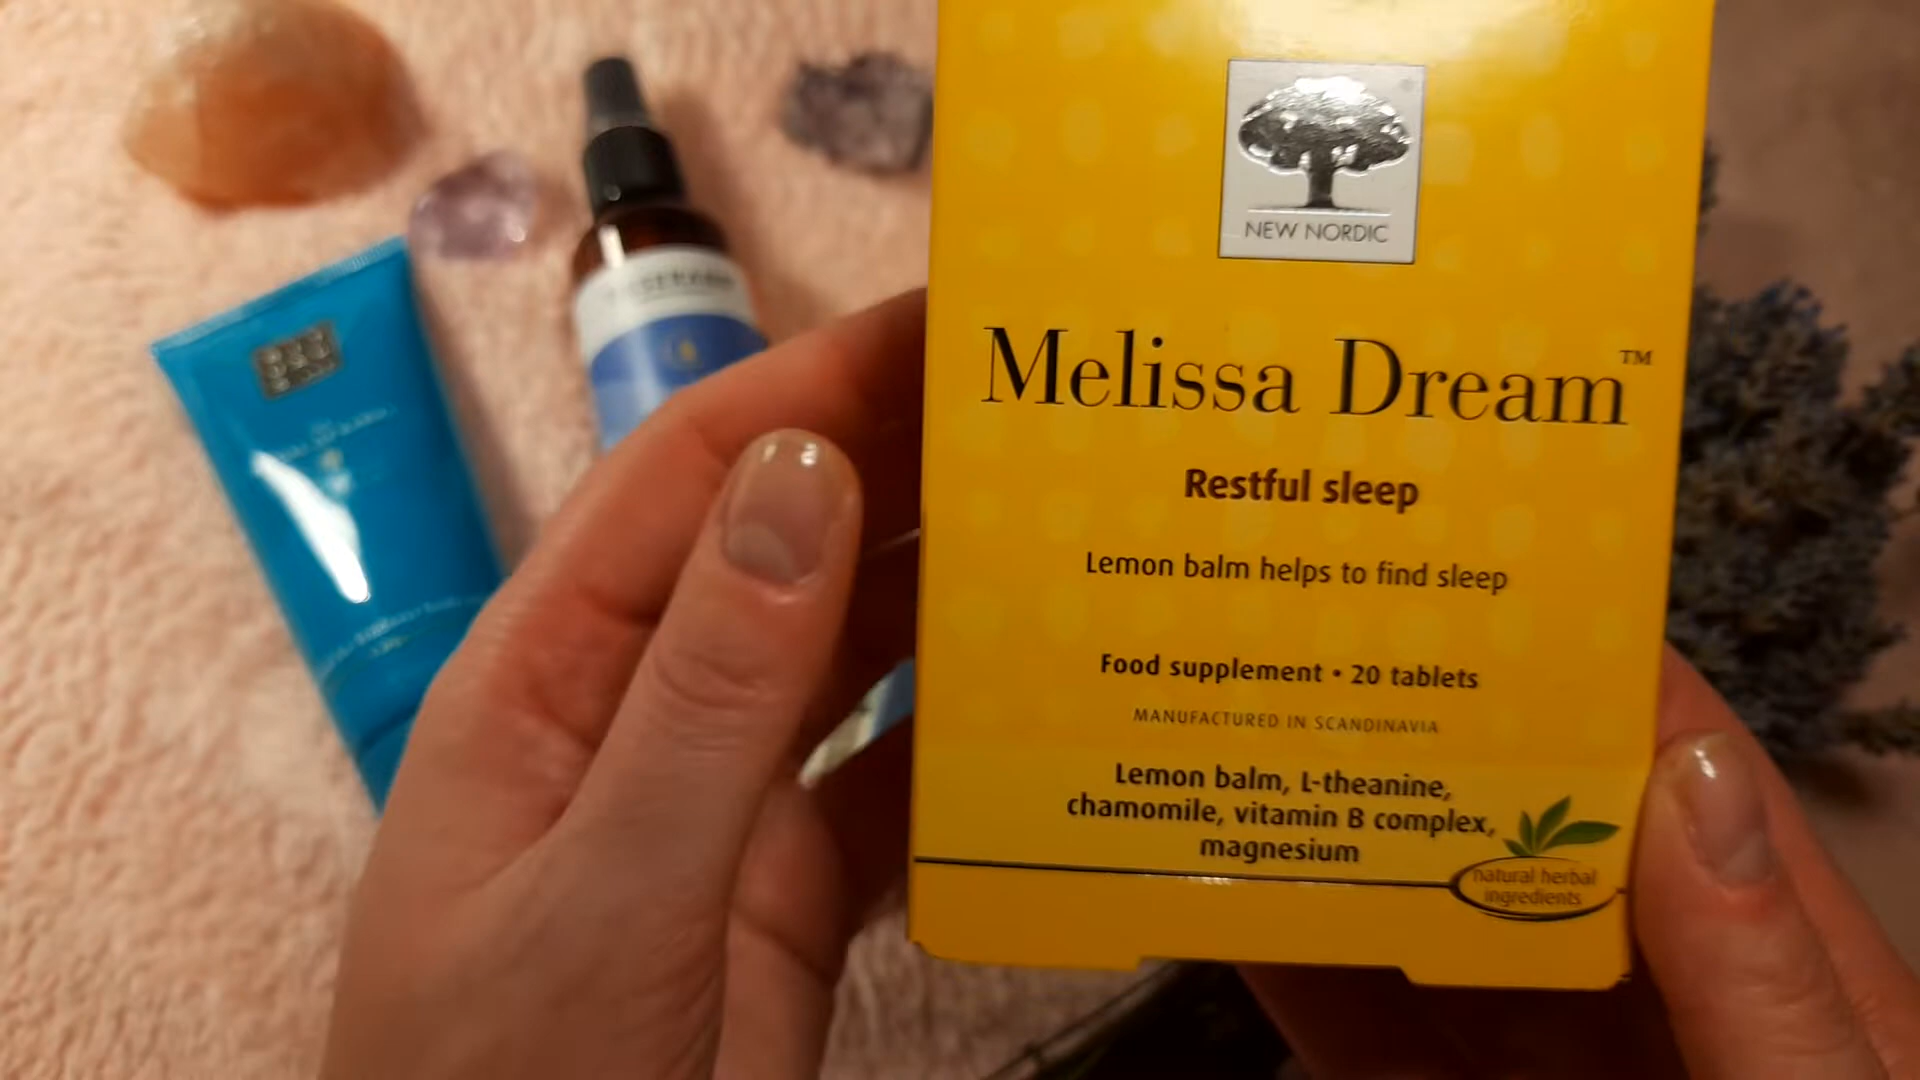 NEW NORDIC
Melissa Dream™
Restful sleep
Lemon balm helps to find sleep
Food supplement • 20 tablets
MANUFACTURED IN SCANDINAVIA
Lemon balm, L-theanine,
chamomile, vitamin B complex,
magnesium
natural herbal
ingredients